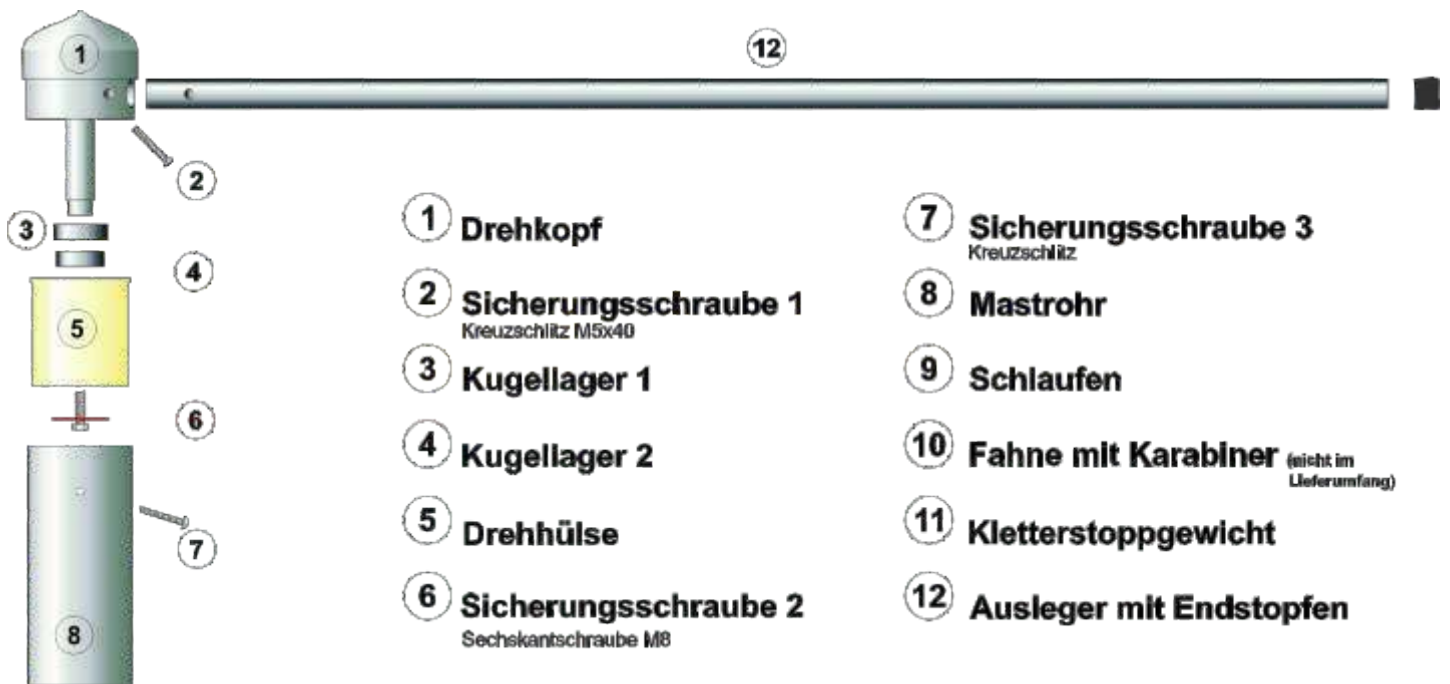 1
12
2
3
4
5
6
7
8
1 Drehkopf
2 Sicherungsschraube 1
Kreuzschlitz M5x40
3 Kugellager 1
4 Kugellager 2
5 Drehhülse
6 Sicherungsschraube 2
Sechskantschraube M8
7 Sicherungsschraube 3
Kreuzschlitz
8 Mastrohr
9 Schlaufen
10 Fahne mit Karabiner (nicht im
Lieferumfang)
11 Kletterstoppgewicht
12 Ausleger mit Endstopfen